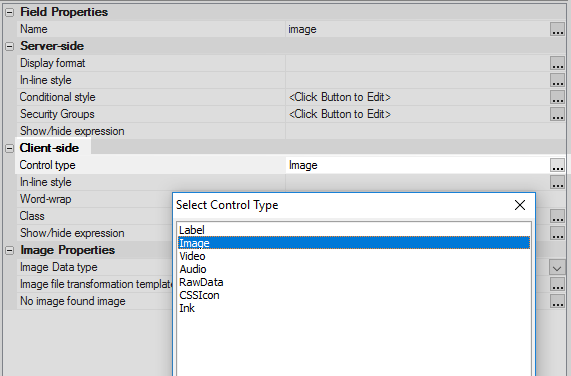 Field Properties
Name image ...
Server-side
Display format ...
In-line style ...
Conditional style <Click Button to Edit> ...
Security Groups <Click Button to Edit> ...
Show/hide expression
Client-side
Control type Image ...
In-line style ...
Word-wrap
Class ...
Show/hide expression ...
Image Properties
Image Data type
Image file transformation template ...
No image found image ...
Select Control Type
Label
Image
Video
Audio
RawData
CSSIcon
Ink